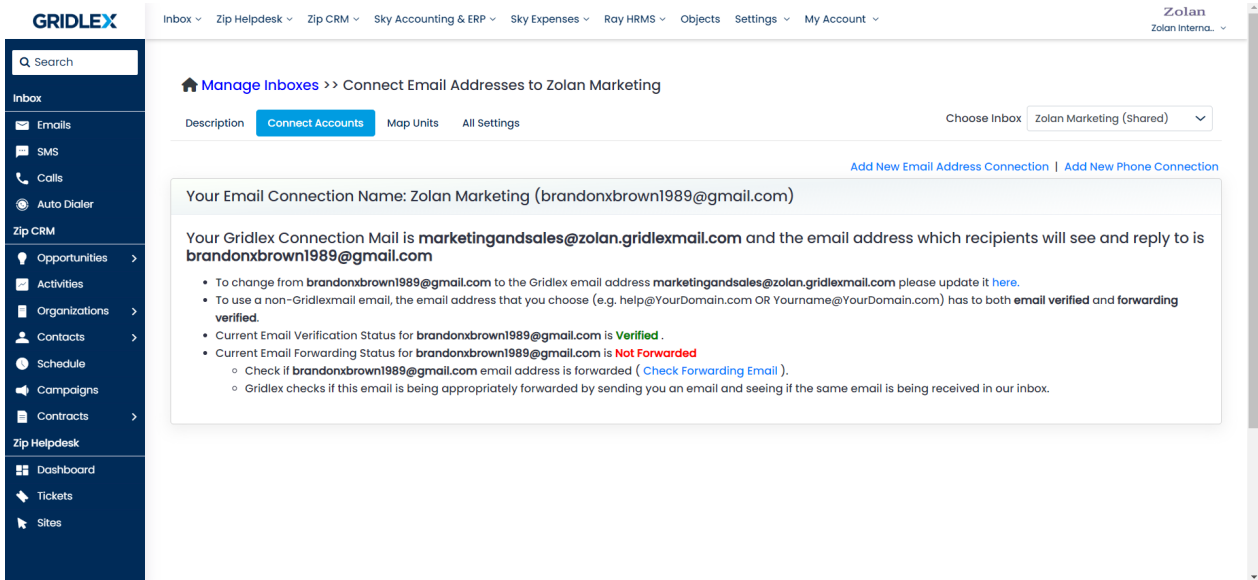 GRIDLEX
Inbox Zip Helpdesk Zip CRM Sky Accounting & ERP Sky Expenses Ray HRMS Objects Settings My Account
Zolan
Zolan Interna..
Search
Inbox
Emails
SMS
Calls
Auto Dialer
Zip CRM
Opportunities
Activities
Organizations
Contacts
Schedule
Campaigns
Contracts
Zip Helpdesk
Dashboard
Tickets
Sites
Manage Inboxes >> Connect Email Addresses to Zolan Marketing
Description Connect Accounts Map Units All Settings
Choose Inbox Zolan Marketing (Shared)
Add New Email Address Connection | Add New Phone Connection
Your Email Connection Name: Zolan Marketing (brandonxbrown1989@gmail.com)
Your Gridlex Connection Mail is marketingandsales@zolan.gridlexmail.com and the email address which recipients will see and reply to is
brandonxbrown1989@gmail.com
• To change from brandonxbrown1989@gmail.com to the Gridlex email address marketingandsales@zolan.gridlexmail.com please update it here.
• To use a non-Gridlexmail email, the email address that you choose (e.g. help@YourDomain.com OR Yourname@YourDomain.com) has to both email verified and forwarding
verified.
• Current Email Verification Status for brandonxbrown1989@gmail.com is Verified .
• Current Email Forwarding Status for brandonxbrown1989@gmail.com is Not Forwarded
◦ Check if brandonxbrown1989@gmail.com email address is forwarded ( Check Forwarding Email ).
◦ Gridlex checks if this email is being appropriately forwarded by sending you an email and seeing if the same email is being received in our inbox.